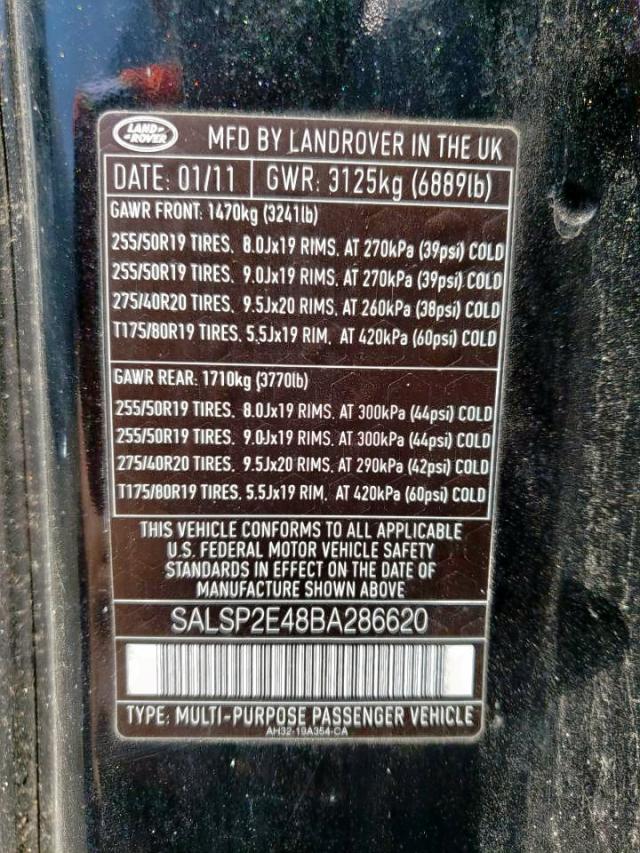 LAND-
-ROVER
MFD BY LANDROVER IN THE UK
DATE: 01/11 GWR: 3125kg (6889lb)
GAWR FRONT: 1470kg (3241lb)
255/50R19 TIRES, 8.0Jx19 RIMS, AT 270kPa (39psi) COLD
255/50R19 TIRES, 9.0Jx19 RIMS, AT 270kPa (39psi) COLD
275/40R20 TIRES, 9.5Jx20 RIMS, AT 260kPa (38psi) COLD
T175/80R19 TIRES, 5.5Jx19 RIM, AT 420kPa (60psi) COLD
GAWR REAR: 1710kg (3770lb)
255/50R19 TIRES, 8.0Jx19 RIMS, AT 300kPa (44psi) COLD
255/50R19 TIRES, 9.0Jx19 RIMS, AT 300kPa (44psi) COLD
275/40R20 TIRES, 9.5Jx20 RIMS, AT 290kPa (42psi) COLD
T175/80R19 TIRES, 5.5Jx19 RIM, AT 420kPa (60psi) COLD
THIS VEHICLE CONFORMS TO ALL APPLICABLE
U.S. FEDERAL MOTOR VEHICLE SAFETY
STANDARDS IN EFFECT ON THE DATE OF
MANUFACTURE SHOWN ABOVE
SALSP2E48BA286620
TYPE: MULTI-PURPOSE PASSENGER VEHICLE
AH32-19A354-CA